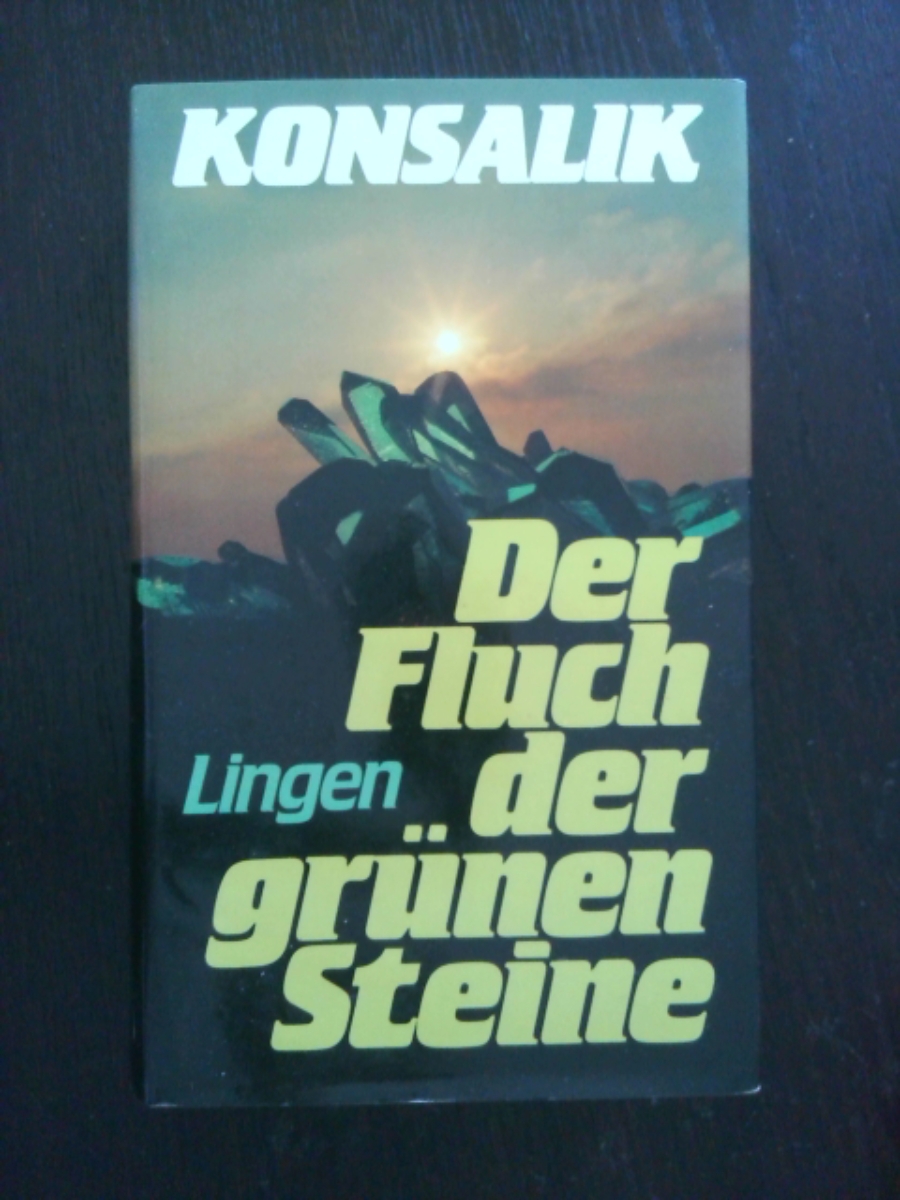 KONSALIK
Der
Fluch
Lingen
der
grünen
Steine